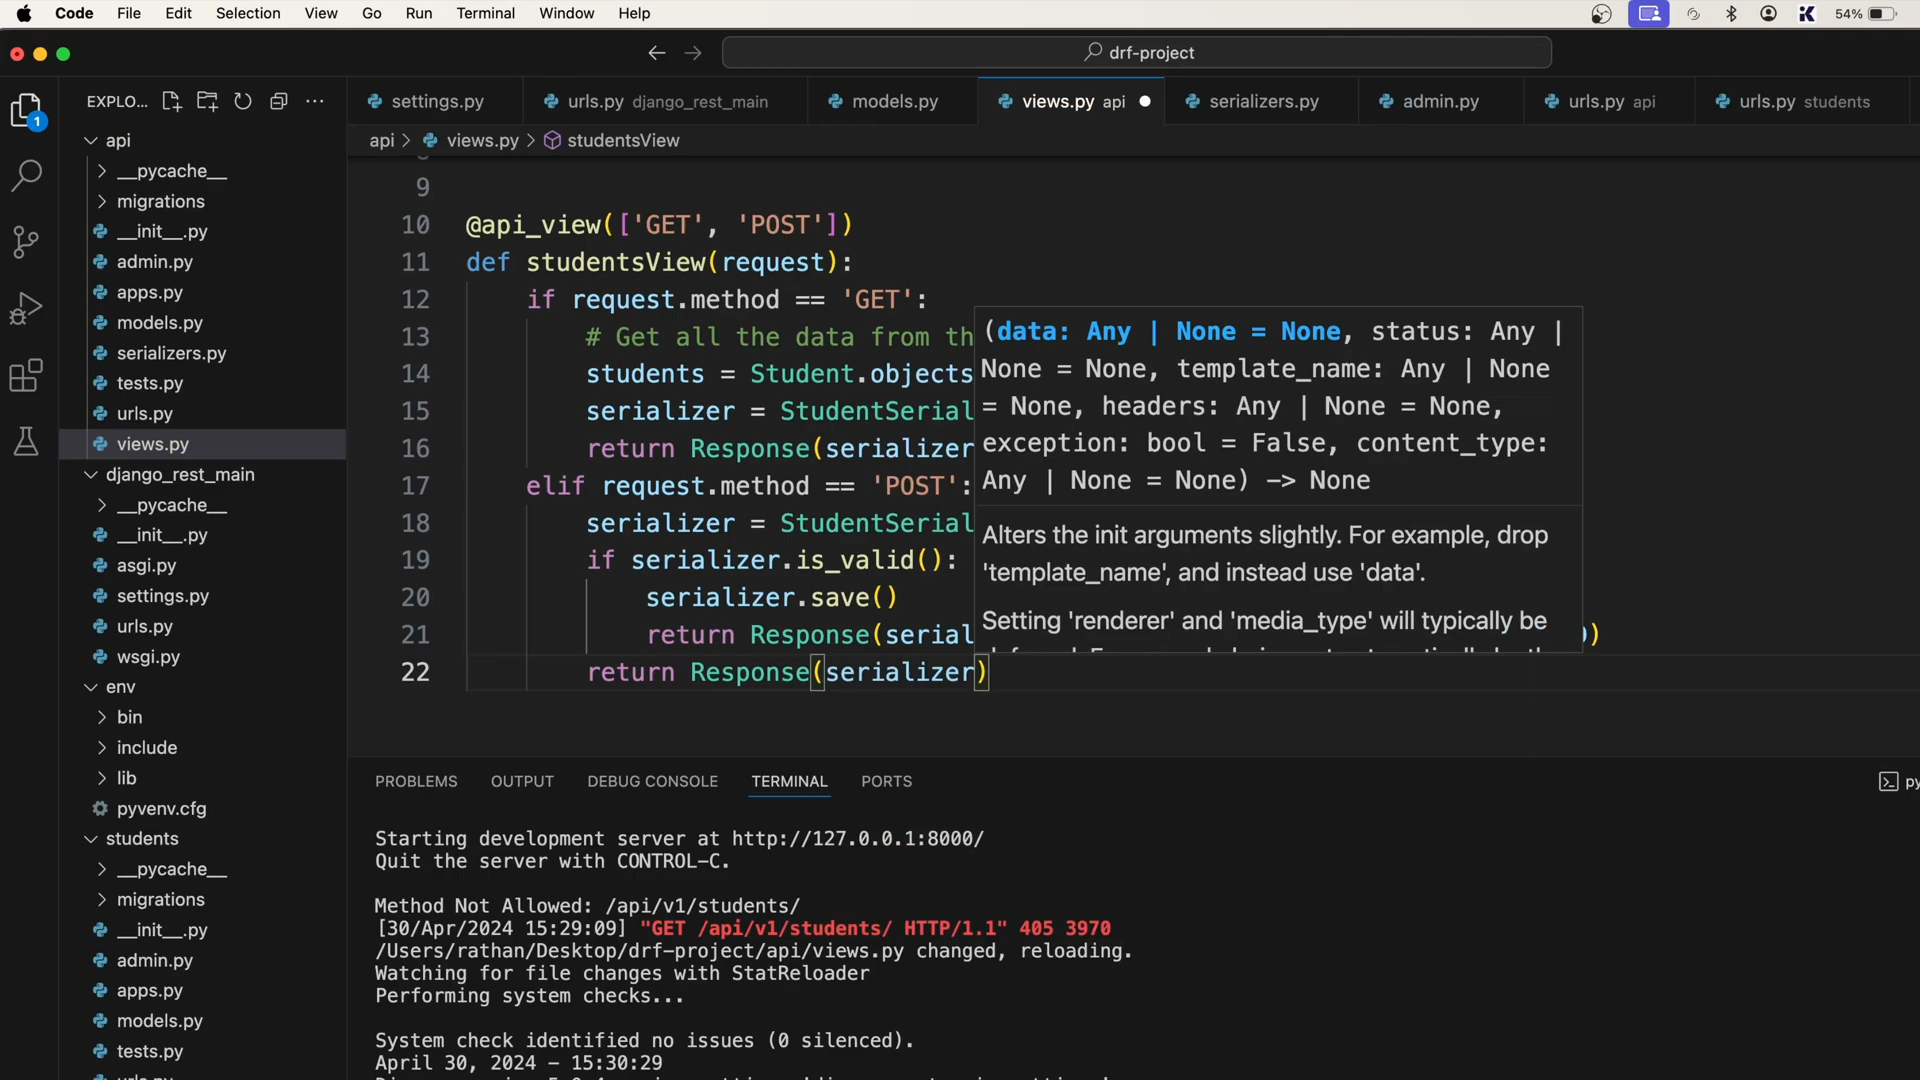 Code File Edit Selection View Go Run Terminal Window Help 54%
drf-project
EXPLO...
settings.py
urls.py django_rest_main
models.py
views.py api
serializers.py
admin.py
urls.py api
urls.py students
1
api > views.py > studentsView
api
__pycache__
migrations
__init__.py
admin.py
apps.py
models.py
serializers.py
tests.py
urls.py
views.py
django_rest_main
__pycache__
__init__.py
asgi.py
settings.py
urls.py
wsgi.py
env
bin
include
lib
pyvenv.cfg
students
__pycache__
migrations
__init__.py
admin.py
apps.py
models.py
tests.py
9
10 @api_view(['GET', 'POST'])
11 def studentsView(request):
12 if request.method == 'GET':
13 # Get all the data from th
14 students = Student.objects
15 serializer = StudentSerial
16 return Response(serializer
17 elif request.method == 'POST':
18 serializer = StudentSerial
19 if serializer.is_valid():
20 serializer.save()
21 return Response(serial )
22 return Response(serializer)
(data: Any | None = None, status: Any |
None = None, template_name: Any | None
= None, headers: Any | None = None,
exception: bool = False, content_type:
Any | None = None) -> None
Alters the init arguments slightly. For example, drop
'template_name', and instead use 'data'.
Setting 'renderer' and 'media_type' will typically be
PROBLEMS OUTPUT DEBUG CONSOLE TERMINAL PORTS
py
Starting development server at http://127.0.0.1:8000/
Quit the server with CONTROL-C.
Method Not Allowed: /api/v1/students/
[30/Apr/2024 15:29:09] "GET /api/v1/students/ HTTP/1.1" 405 3970
/Users/rathan/Desktop/drf-project/api/views.py changed, reloading.
Watching for file changes with StatReloader
Performing system checks...
System check identified no issues (0 silenced).
April 30, 2024 - 15:30:29